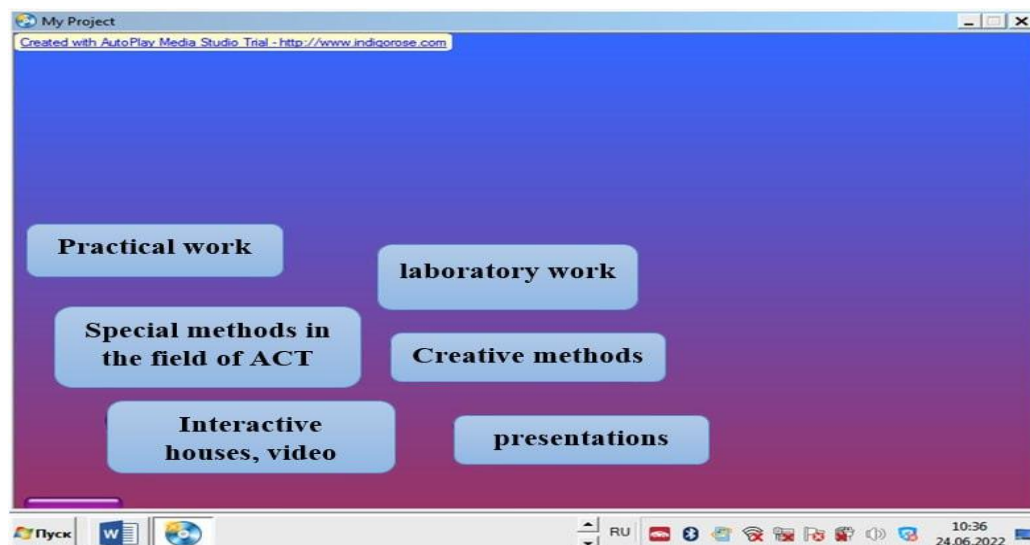 My Project
Created with AutoPlay Media Studio Trial - http://www.indigorose.com
Practical work
laboratory work
Special methods in
the field of ACT
Creative methods
Interactive
houses, video
presentations
Пуск
W
RU
10:36
24.06.2022